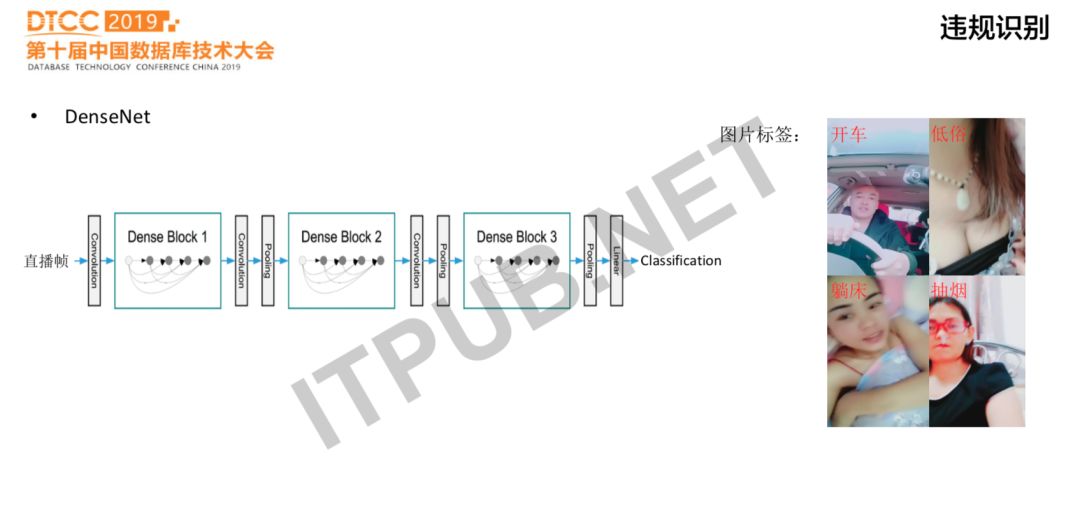 DTCC 2019
第十届中国数据库技术大会
DATABASE TECHNOLOGY CONFERENCE CHINA 2019
违规识别
• DenseNet
图片标签：
开车
低俗
躺床
抽烟
直播帧
Convolution
Dense Block 1
Convolution
Pooling
Dense Block 2
Convolution
Pooling
Dense Block 3
Pooling
Linear
Classification
ITPUB.NET